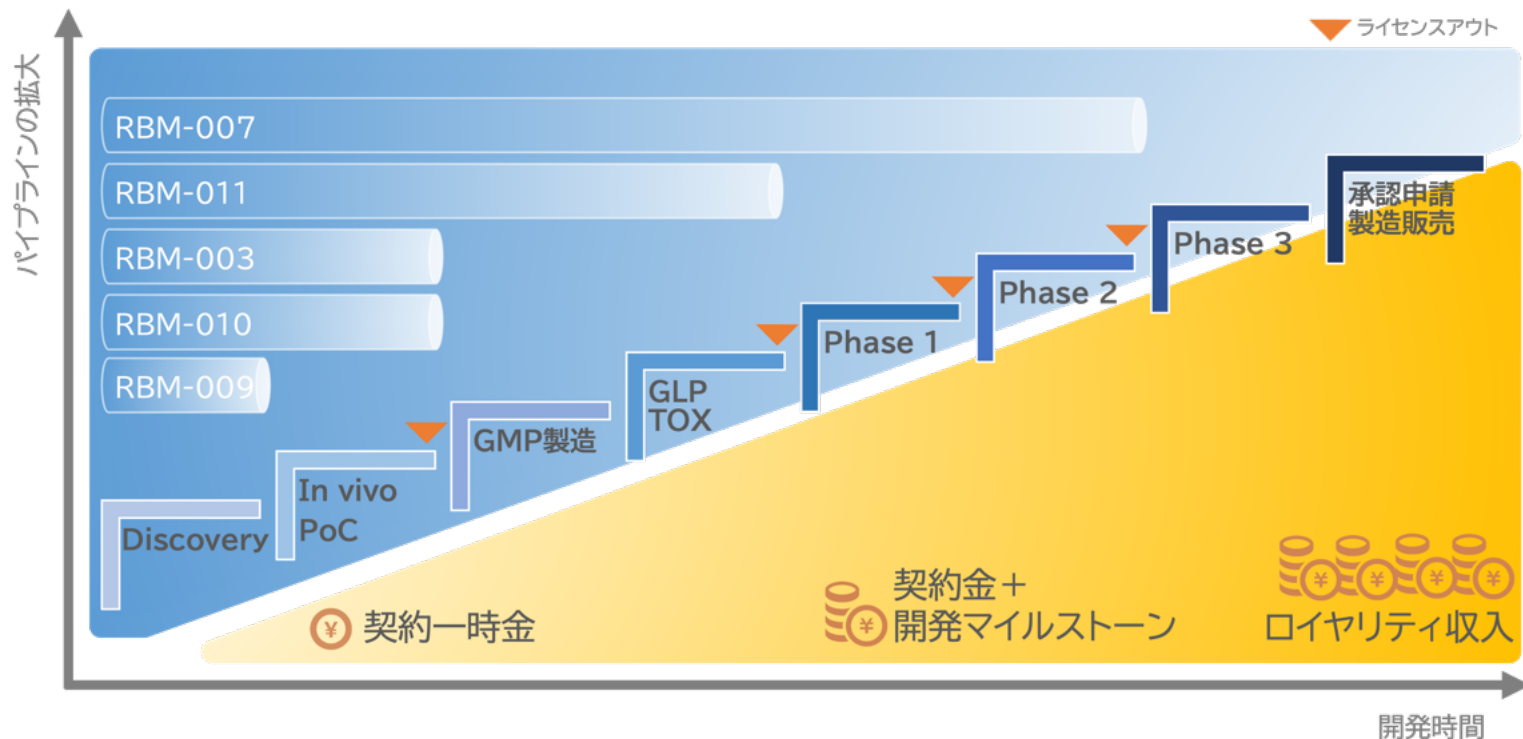 ライセンスアウト
パイプラインの拡大
RBM-007
RBM-011
RBM-003
RBM-010
RBM-009
Discovery
In vivo
PoC
GMP製造
GLP
TOX
Phase 1
Phase 2
Phase 3
承認申請
製造販売
¥ 契約一時金
¥ 契約金+
開発マイルストーン
¥ ¥ ¥ ¥
ロイヤリティ収入
開発時間